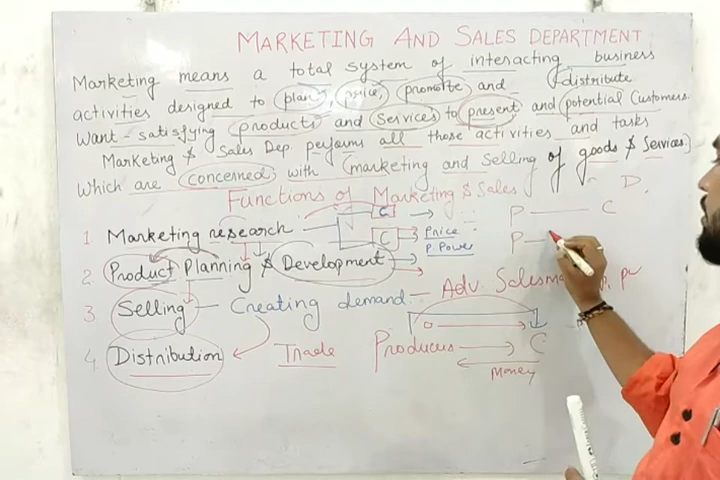 MARKETING AND SALES DEPARTMENT
Marketing means a total system of interacting business
activities designed to plan, price, promote and distribute
want-satisfying products and services to present and potential Customers.
Marketing & Sales Dep. performs all those activities and tasks
which are concerned with (marketing and selling of goods & services.)
Functions of Marketing & Sales D.
1. Marketing research C
C Price
P. Power
P C
P
2. Product Planning & Development
3. Selling - Creating demand - Adv. Salesma
4. Distribution Trade Producers C
Money